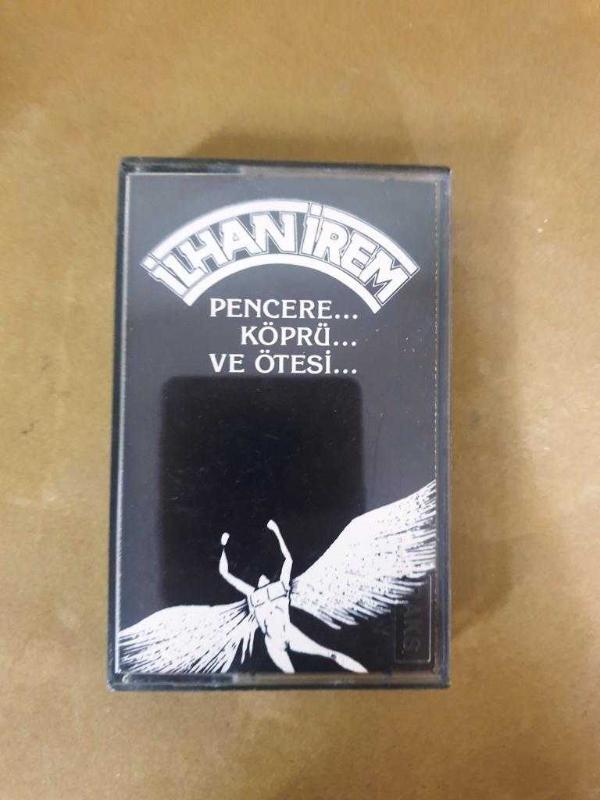 İLHAN İREM
PENCERE...
KÖPRÜ...
VE ÖTESİ...